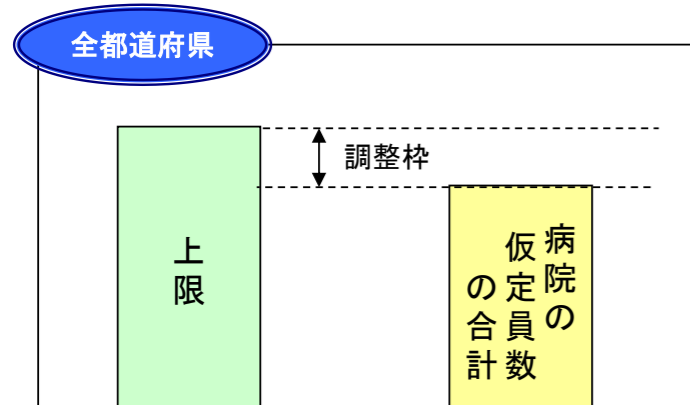 全都道府県
調整枠
上限
病院の
仮定員数
の合計